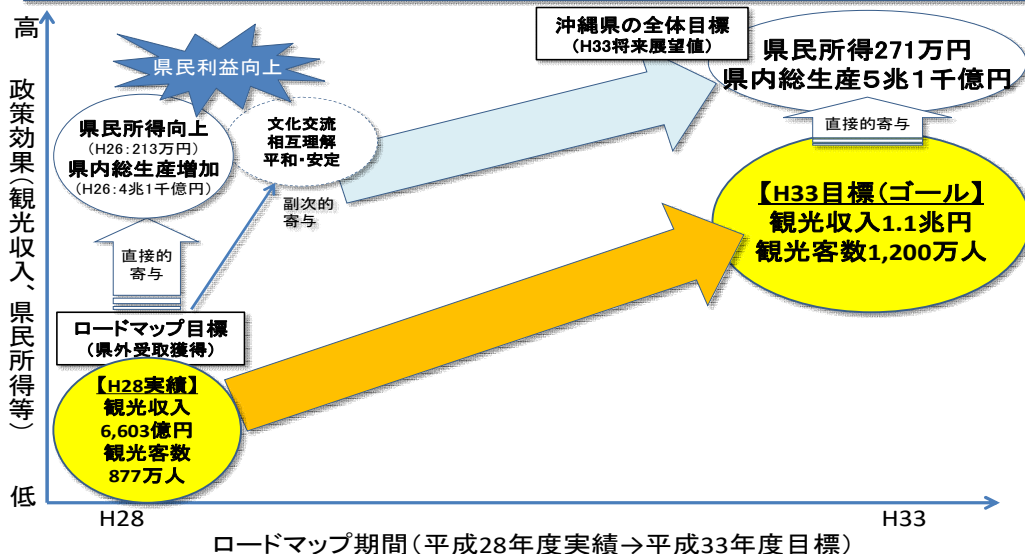 高
政策効果(観光収入、県民所得等)
低
県民利益向上
県民所得向上
(H26:213万円)
県内総生産増加
(H26:4兆1千億円)
文化交流
相互理解
平和・安定
副次的
寄与
直接的
寄与
ロードマップ目標
(県外受取獲得)
【H28実績】
観光収入
6,603億円
観光客数
877万人
沖縄県の全体目標
(H33将来展望値)
県民所得271万円
県内総生産5兆1千億円
直接的寄与
【H33目標(ゴール】
観光収入1.1兆円
観光客数1,200万人
H28
H33
ロードマップ期間(平成28年度実績→平成33年度目標)